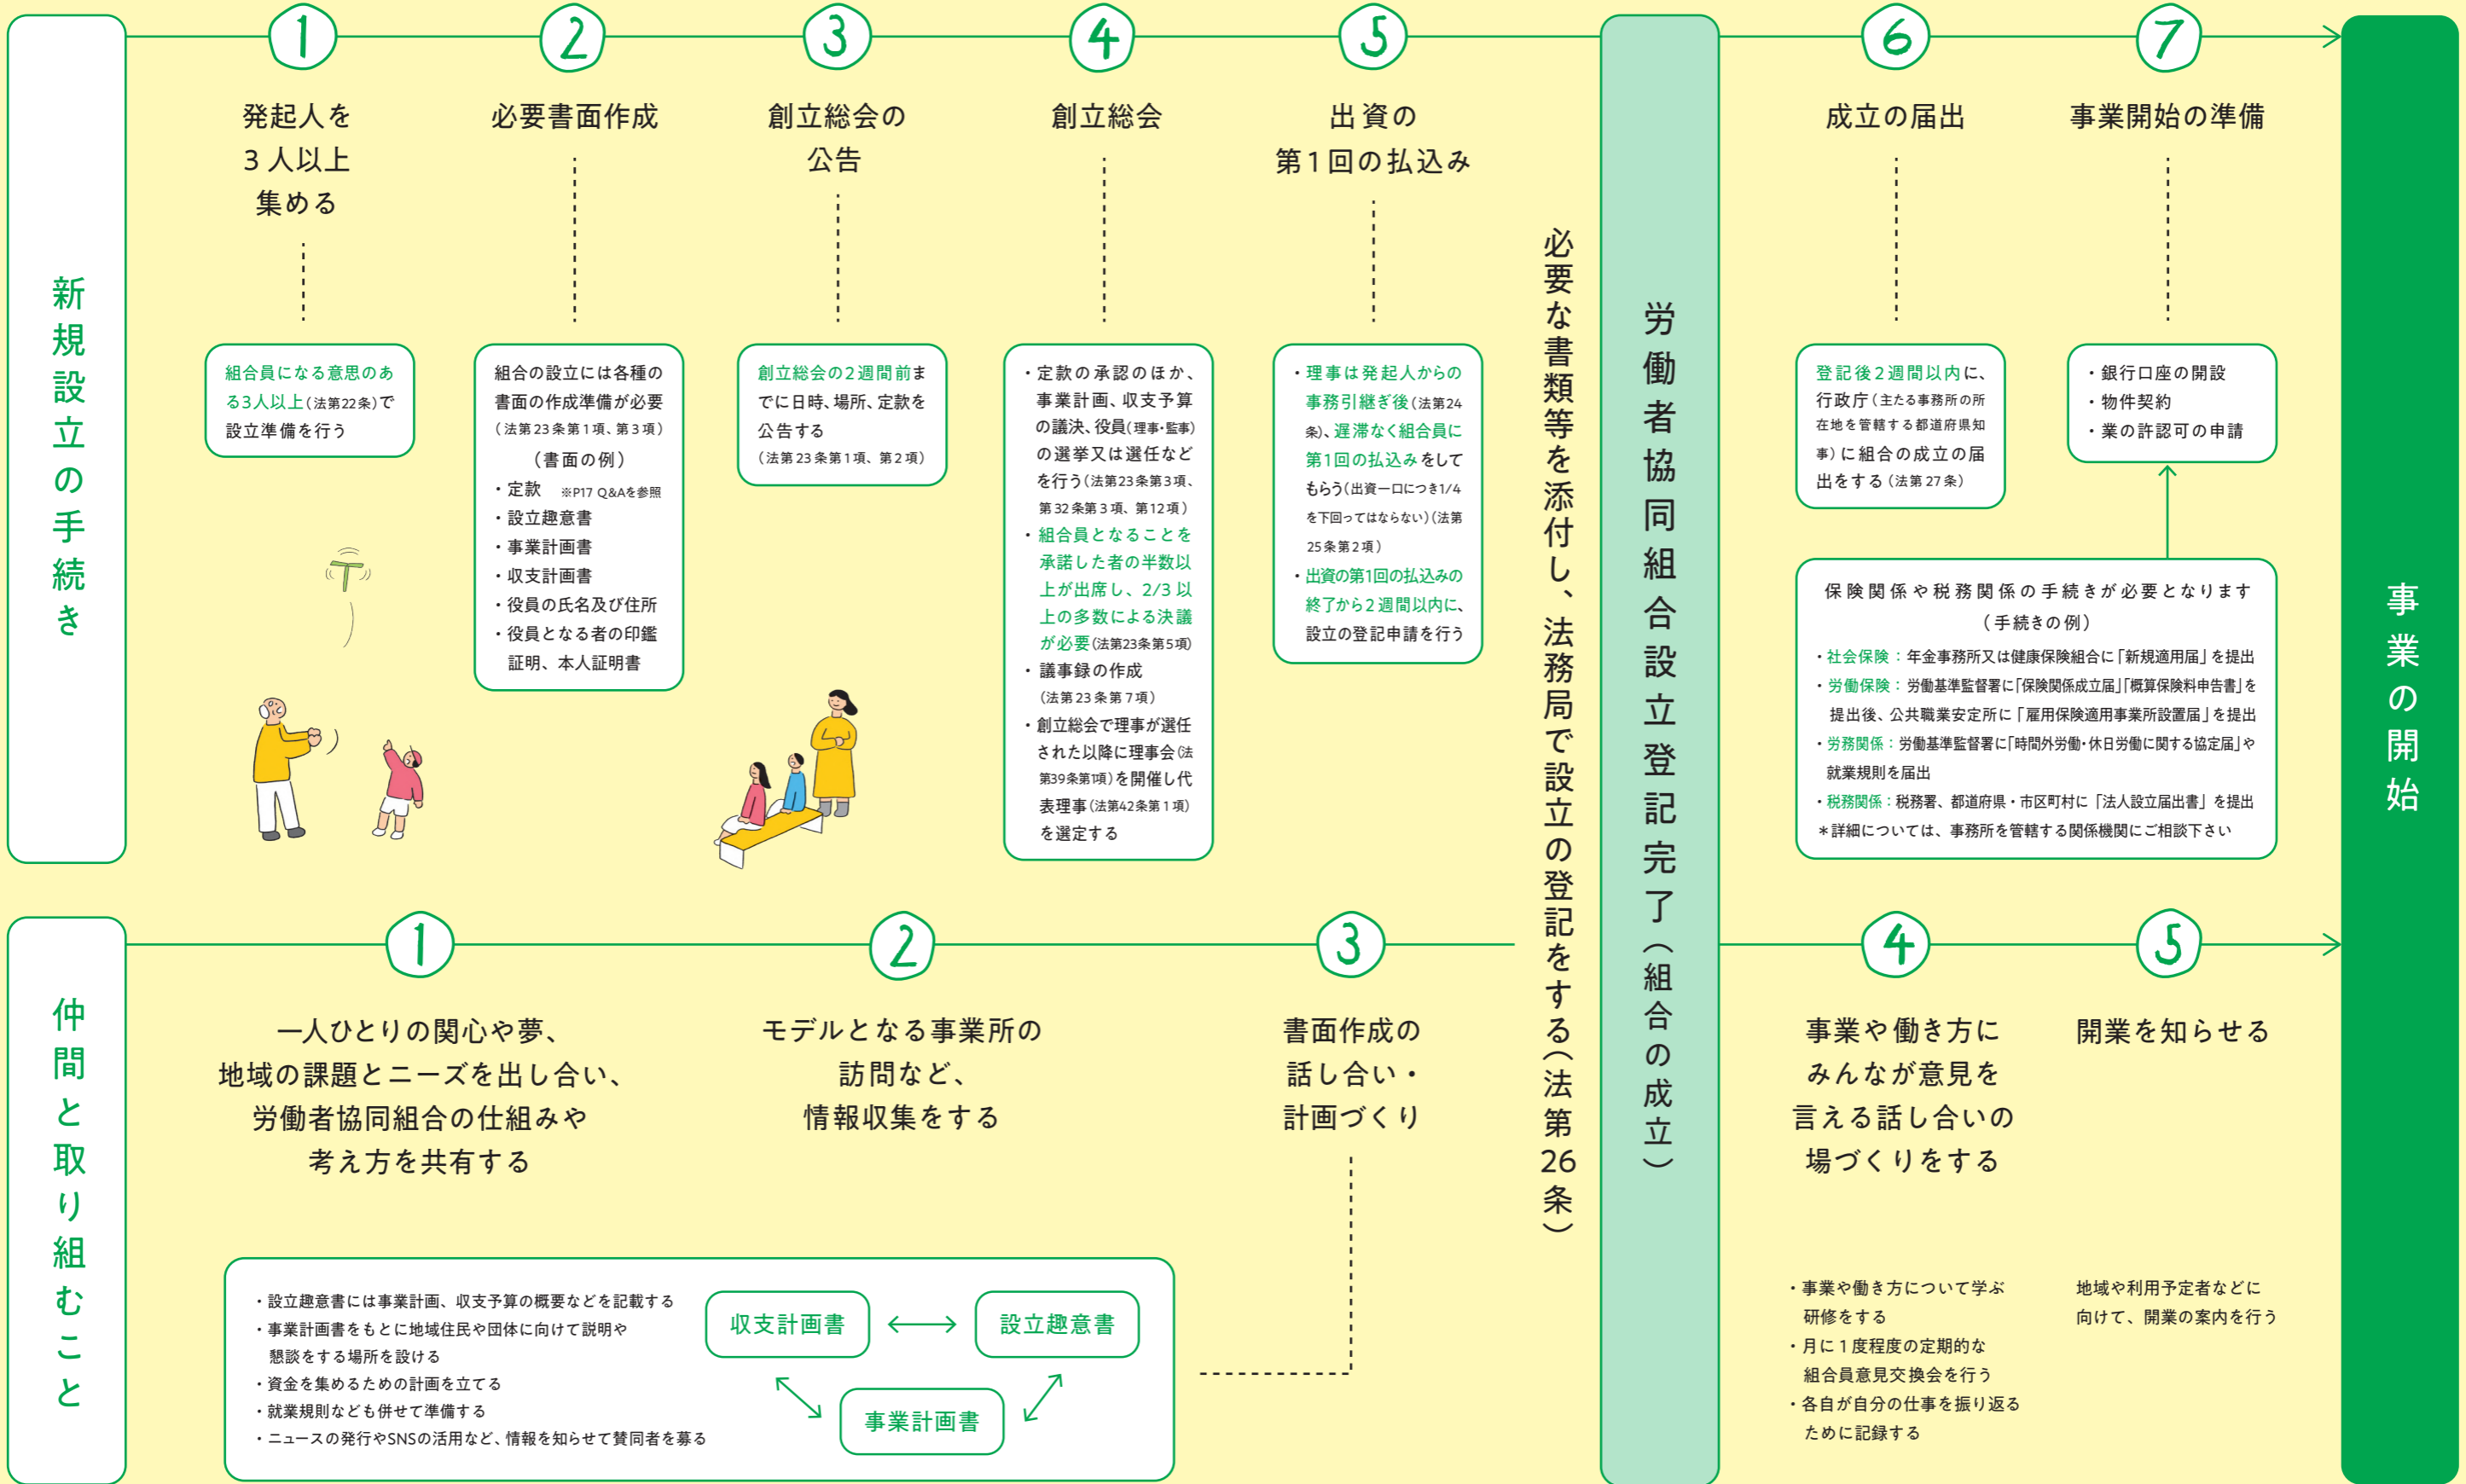 新規設立の手続き
1
発起人を
3人以上
集める
組合員になる意思のあ
る3人以上（法第22条）で
設立準備を行う
2
必要書面作成
組合の設立には各種の
書面の作成準備が必要
（法第23条第1項、第3項）
（書面の例）
・定款　※P17 Q&Aを参照
・設立趣意書
・事業計画書
・収支計画書
・役員の氏名及び住所
・役員となる者の印鑑
証明、本人証明書
3
創立総会の
公告
創立総会の2週間前ま
でに日時、場所、定款を
公告する
（法第23条第1項、第2項）
4
創立総会
・定款の承認のほか、
事業計画、収支予算
の議決、役員（理事・監事）
の選挙又は選任など
を行う（法第23条第3項、
第32条第3項、第12項）
・組合員となることを
承諾した者の半数以
上が出席し、2/3以
上の多数による決議
が必要（法第23条第5項）
・議事録の作成
（法第23条第7項）
・創立総会で理事が選任
された以降に理事会（法
第39条第1項）を開催し代
表理事（法第42条第1項）
を選定する
5
出資の
第1回の払込み
・理事は発起人からの
事務引継ぎ後（法第24
条）、遅滞なく組合員に
第1回の払込みをして
もらう（出資一口につき1/4
を下回ってはならない）（法第
25条第2項）
・出資の第1回の払込みの
終了から2週間以内に、
設立の登記申請を行う
必要な書類等を添付し、法務局で設立の登記をする（法第26条）
労働者協同組合設立登記完了（組合の成立）
6
成立の届出
登記後2週間以内に、
行政庁（主たる事務所の所
在地を管轄する都道府県知
事）に組合の成立の届
出をする（法第27条）
7
事業開始の準備
・銀行口座の開設
・物件契約
・業の許認可の申請
保険関係や税務関係の手続きが必要となります
（手続きの例）
・社会保険：年金事務所又は健康保険組合に「新規適用届」を提出
・労働保険：労働基準監督署に「保険関係成立届」「概算保険料申告書」を
提出後、公共職業安定所に「雇用保険適用事業所設置届」を提出
・労務関係：労働基準監督署に「時間外労働・休日労働に関する協定届」や
就業規則を届出
・税務関係：税務署、都道府県・市区町村に「法人設立届出書」を提出
＊詳細については、事務所を管轄する関係機関にご相談下さい
事業の開始
仲間と取り組むこと
1
一人ひとりの関心や夢、
地域の課題とニーズを出し合い、
労働者協同組合の仕組みや
考え方を共有する
2
モデルとなる事業所の
訪問など、
情報収集をする
3
書面作成の
話し合い・
計画づくり
・設立趣意書には事業計画、収支予算の概要などを記載する
・事業計画書をもとに地域住民や団体に向けて説明や
懇談をする場所を設ける
・資金を集めるための計画を立てる
・就業規則なども併せて準備する
・ニュースの発行やSNSの活用など、情報を知らせて賛同者を募る
収支計画書
設立趣意書
事業計画書
4
事業や働き方に
みんなが意見を
言える話し合いの
場づくりをする
・事業や働き方について学ぶ
研修をする
・月に1度程度の定期的な
組合員意見交換会を行う
・各自が自分の仕事を振り返る
ために記録する
5
開業を知らせる
地域や利用予定者などに
向けて、開業の案内を行う